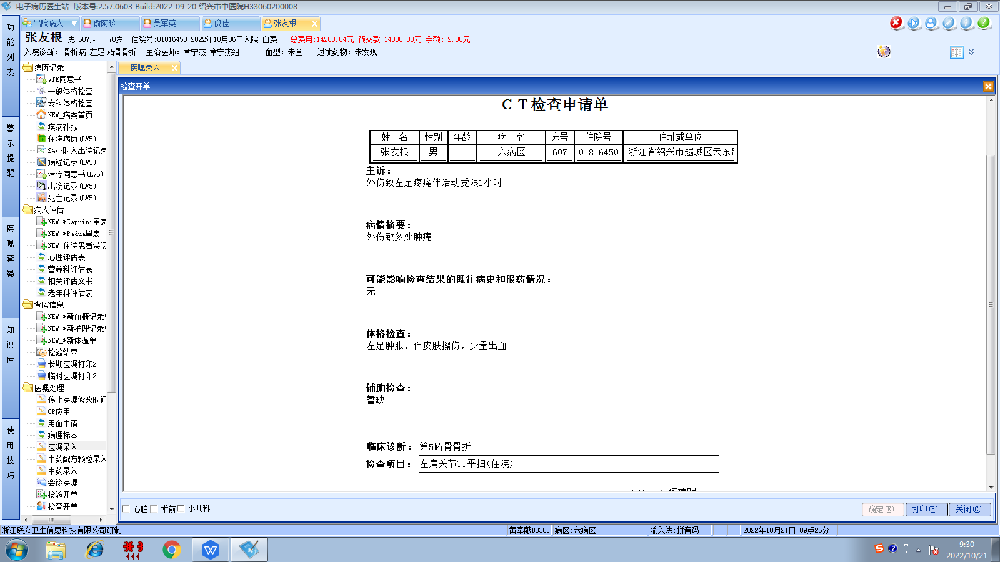 电子病历医生站 版本号:2.57.0603 Build:2022-09-20 绍兴市中医院H33060200008
出院病人 俞阿珍 吴军英 倪佳 张友根
张友根 男 607床 78岁 住院号:01816450 2022年10月06日入院 自费 总费用:14280.04元 预交款:14000.00元 余额: 2.80元
入院诊断: 骨折病,左足跖骨骨折 主治医师: 章宁杰 章宁杰组 血型: 未查 过敏药物: 未发现
功能列表
警示提醒
医嘱套餐
知识库
使用技巧
病历记录
VTE同意书
一般体格检查
专科体格检查
NEW_病案首页
疾病补报
住院病历(LV5)
24小时入出院记录
病程记录(LV5)
治疗同意书(LV5)
出院记录(LV5)
死亡记录(LV5)
病人评估
NEW_*Caprini量表
NEW_*Padua量表
NEW_住院患者误吸
心理评估表
营养科评估表
相关评估文书
老年科评估表
查房信息
NEW_*新血糖记录单
NEW_*新护理记录单
NEW_*新体温单
检验结果
长期医嘱打印2
临时医嘱打印2
医嘱处理
停止医嘱修改时间
CP应用
用血申请
病理标本
医嘱录入
中药配方颗粒录入
中药录入
会诊医嘱
检验开单
检查开单
医嘱录入
检查开单
ＣＴ检查申请单
姓 名 性别 年龄 病 室 床号 住院号 住址或单位
张友根 男 六病区 607 01816450 浙江省绍兴市越城区云东
主诉:
外伤致左足疼痛伴活动受限1小时
病情摘要:
外伤致多处肿痛
可能影响检查结果的既往病史和服药情况:
无
体格检查:
左足肿胀, 伴皮肤擦伤, 少量出血
辅助检查:
暂缺
临床诊断: 第5跖骨骨折
检查项目: 左肩关节CT平扫(住院)
心脏 术前 小儿科
确定(E) 打印(P) 关闭(C)
浙江联众卫生信息科技有限公司研制 黄奉献D3306 病区:六病区 输入法:拼音码 2022年10月21日 09点26分
9:30
2022/10/21